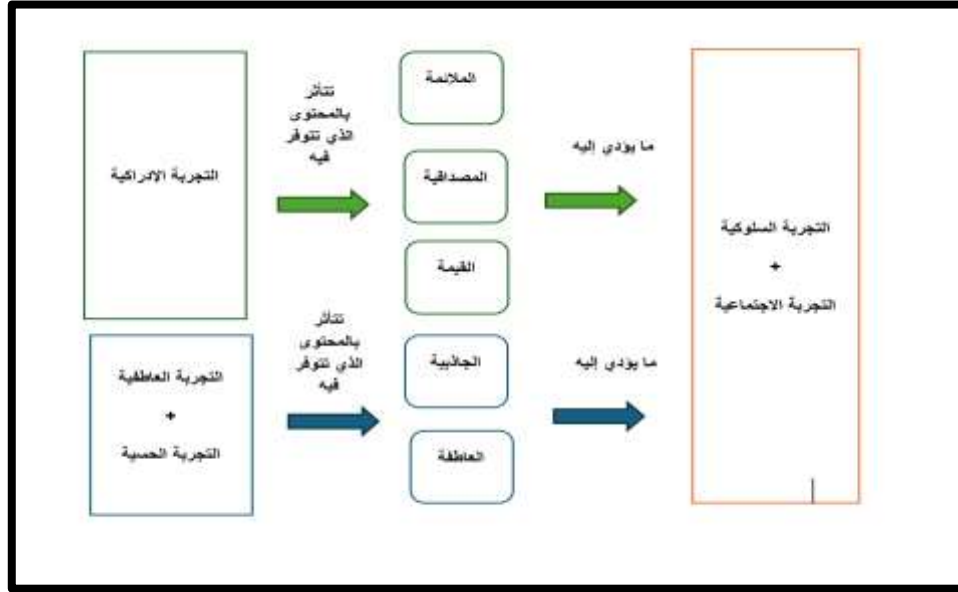 التجربة الإدراكية
تتأثر
بالمحتوى
الذي تتوفر
فيه
الملائمة
المصداقية
القيمة
ما يؤدي إليه
التجربة العاطفية
+
التجربة الحسية
تتأثر
بالمحتوى
الذي تتوفر
فيه
الجاذبية
العاطفة
ما يؤدي إليه
التجربة السلوكية
+
التجربة الاجتماعية